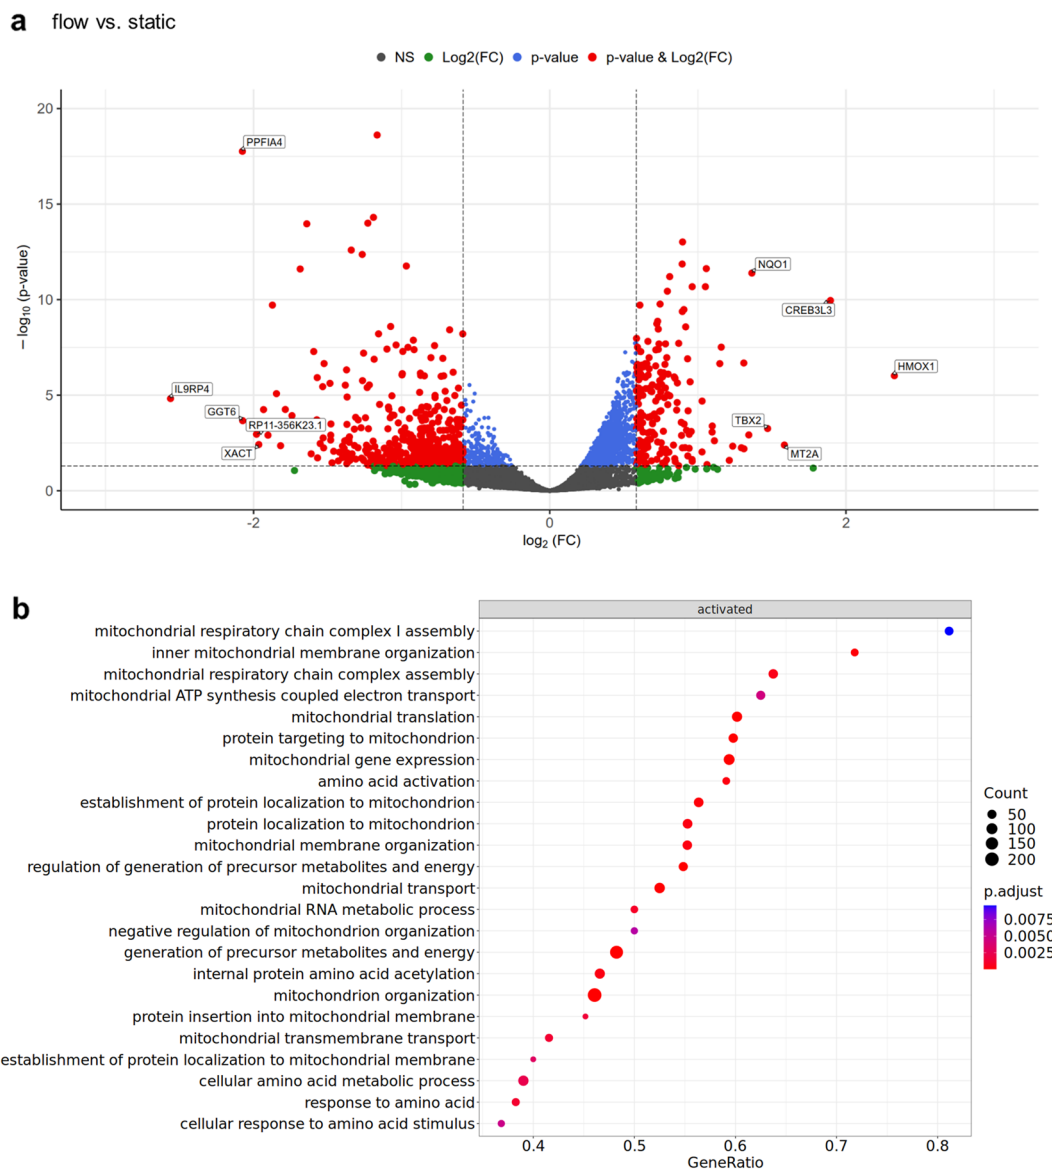 a flow vs. static
NS Log2(FC) p-value p-value & Log2(FC)
20
15
10
5
0
− log10 (p-value)
PPFIA4
NQO1
CREB3L3
HMOX1
IL9RP4
GGT6
RP11-356K23.1
XACT
TBX2
MT2A
-2 0 2
log2 (FC)
b
activated
mitochondrial respiratory chain complex I assembly
inner mitochondrial membrane organization
mitochondrial respiratory chain complex assembly
mitochondrial ATP synthesis coupled electron transport
mitochondrial translation
protein targeting to mitochondrion
mitochondrial gene expression
amino acid activation
establishment of protein localization to mitochondrion
protein localization to mitochondrion
mitochondrial membrane organization
regulation of generation of precursor metabolites and energy
mitochondrial transport
mitochondrial RNA metabolic process
negative regulation of mitochondrion organization
generation of precursor metabolites and energy
internal protein amino acid acetylation
mitochondrion organization
protein insertion into mitochondrial membrane
mitochondrial transmembrane transport
establishment of protein localization to mitochondrial membrane
cellular amino acid metabolic process
response to amino acid
cellular response to amino acid stimulus
0.4 0.5 0.6 0.7 0.8
GeneRatio
Count
50
100
150
200
p.adjust
0.0075
0.0050
0.0025